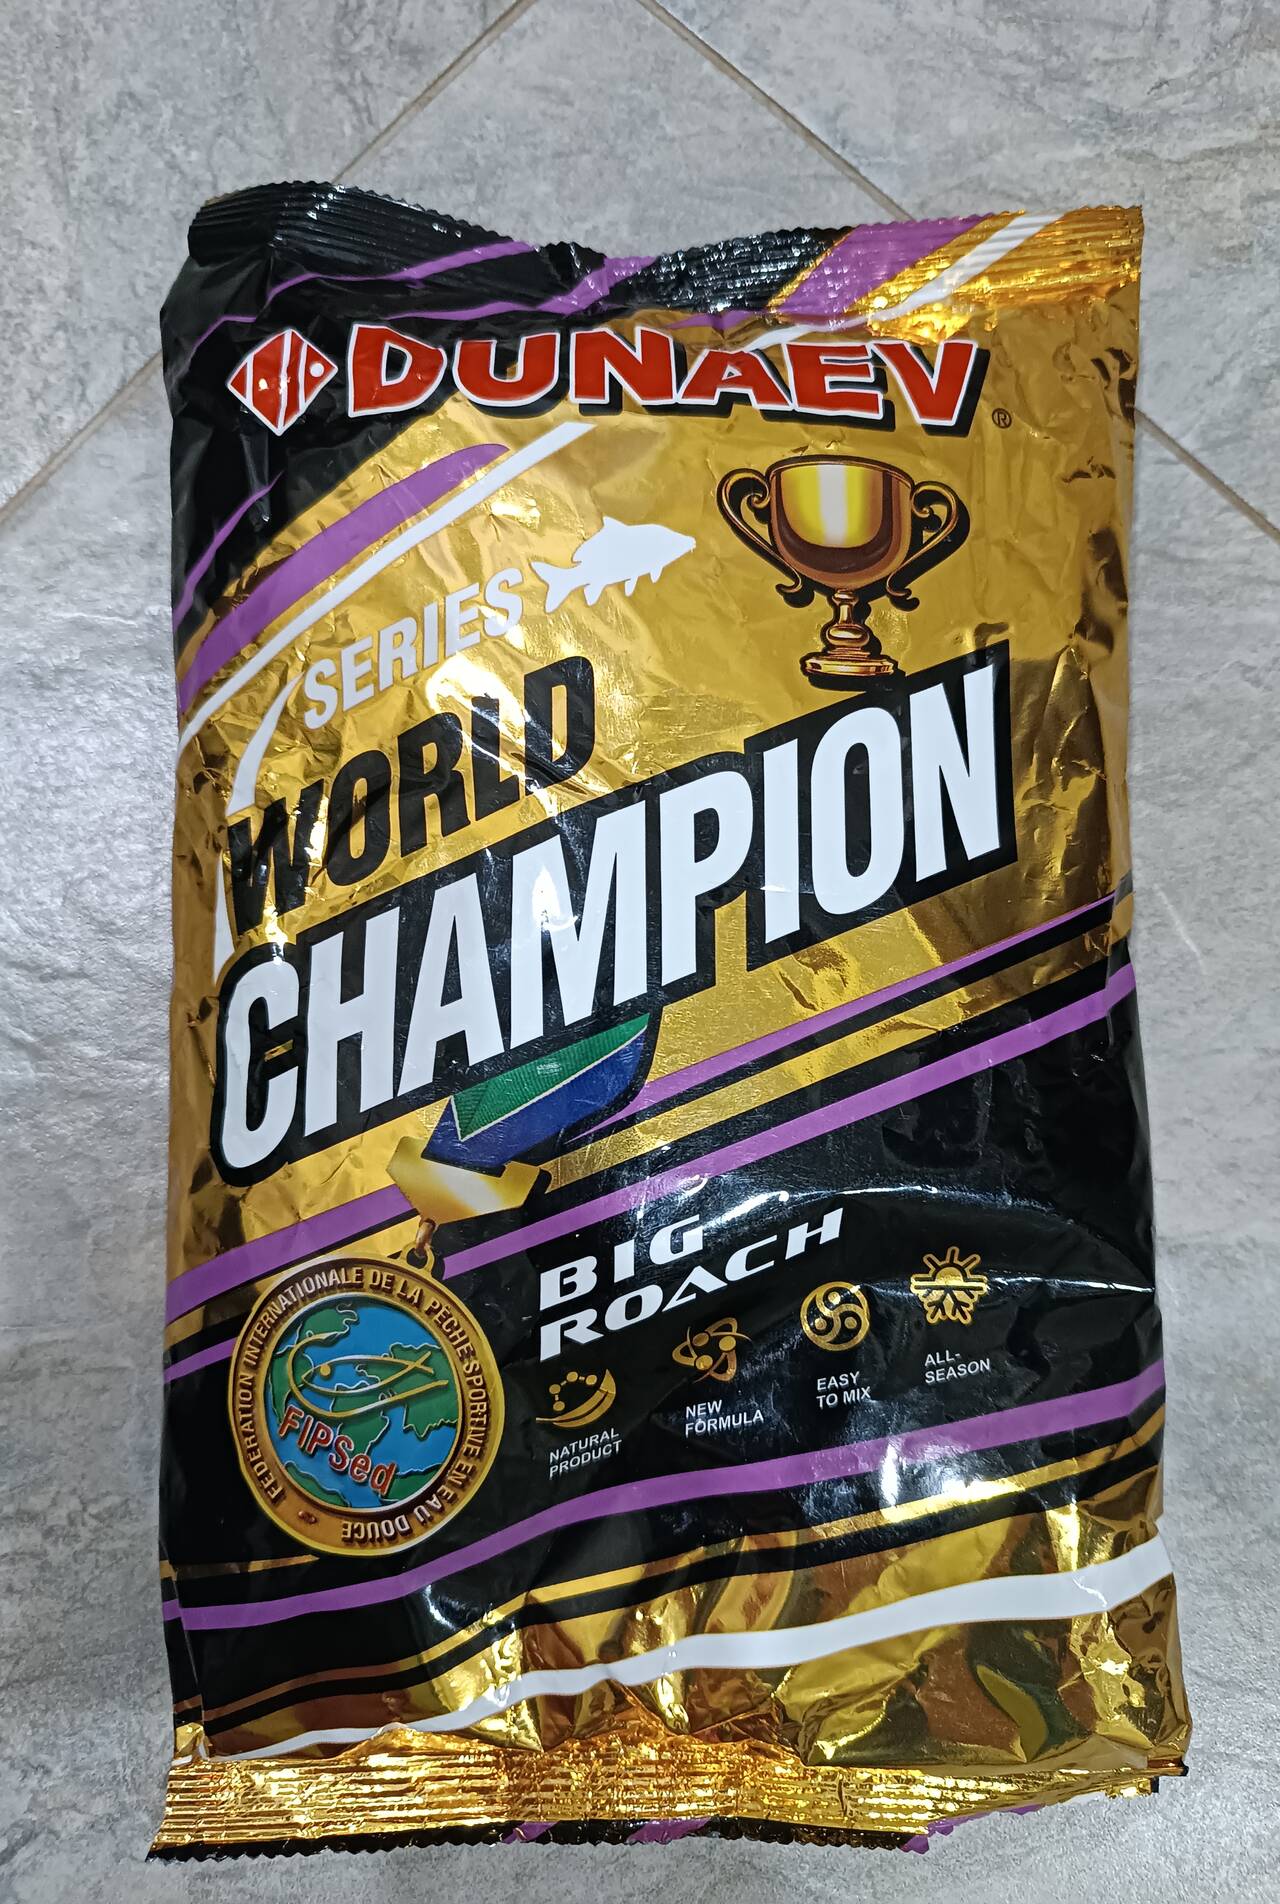 DUNAEV
®
SERIES
WORLD
CHAMPION
BIG
ROACH
NATURAL
PRODUCT
NEW
FORMULA
EASY
TO MIX
ALL-
SEASON
FEDERATION INTERNATIONALE DE LA PÊCHE SPORTIVE EN EAU DOUCE
FIPSed